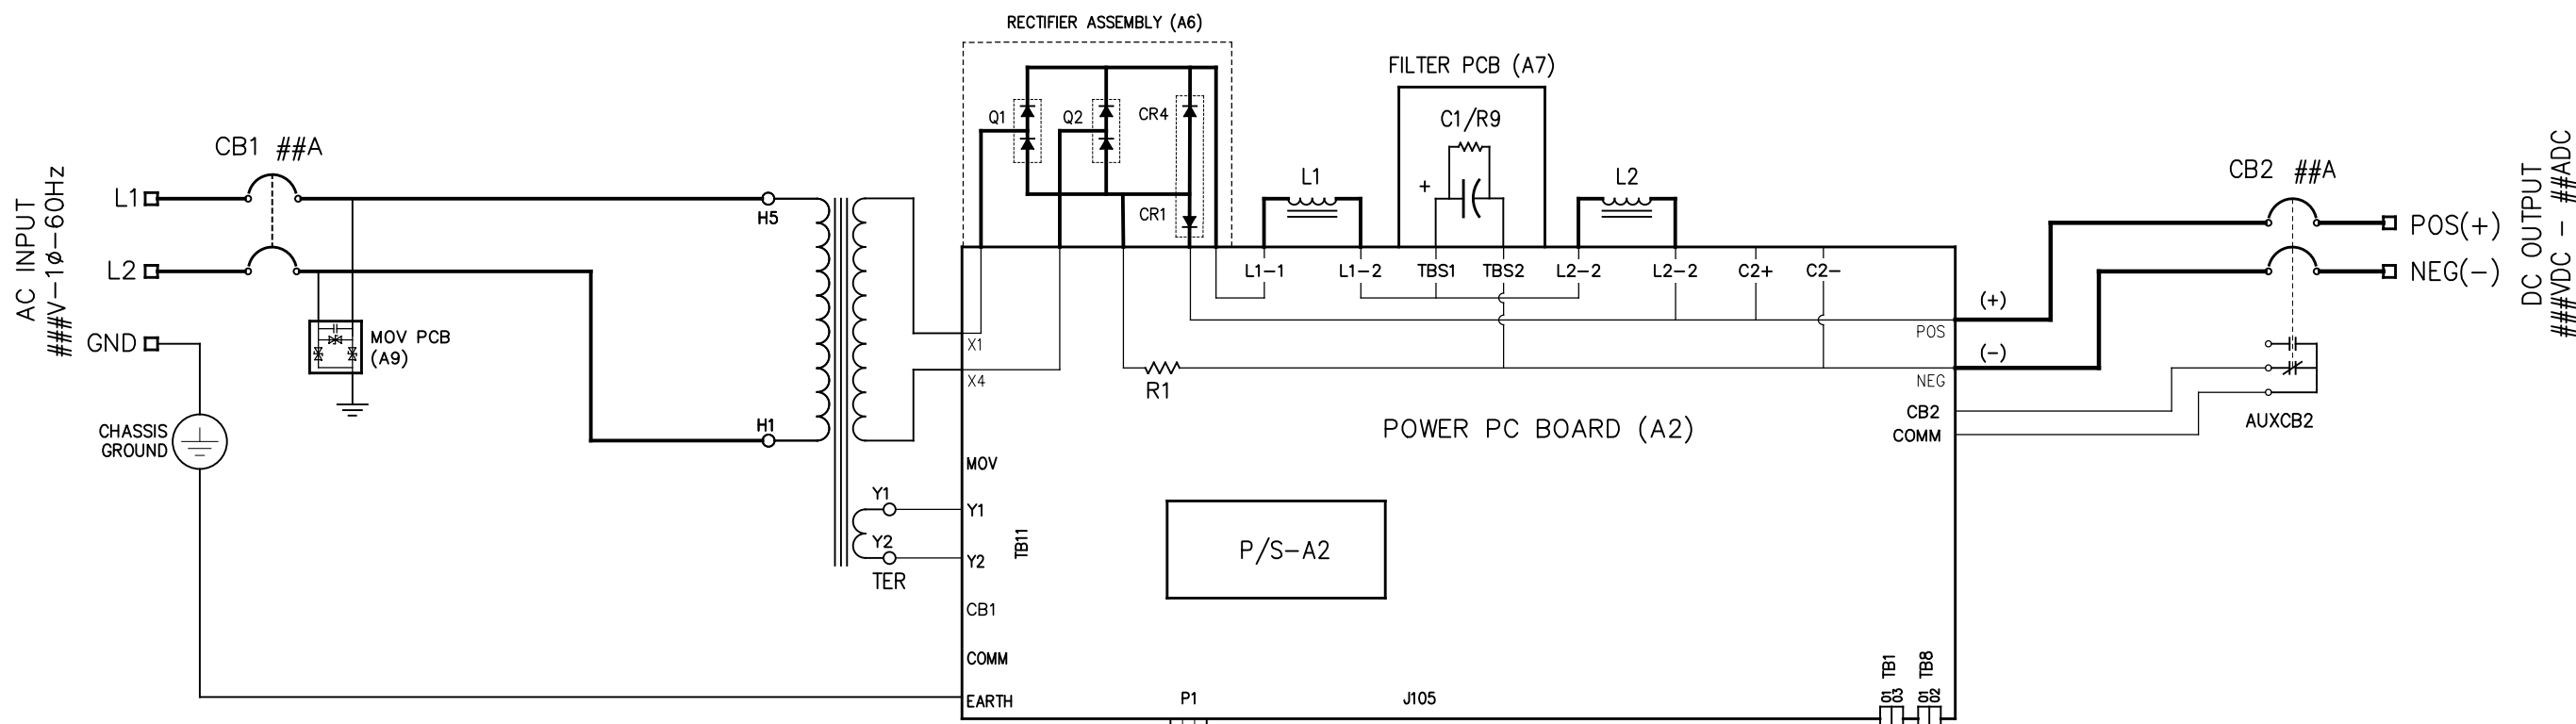 RECTIFIER ASSEMBLY (A6)
FILTER PCB (A7)
Q1
Q2
CR4
CR1
C1/R9
+
L1
L2
CB1 ##A
AC INPUT
###V-1ø-60Hz
L1
L2
GND
H5
H1
MOV PCB
(A9)
CHASSIS
GROUND
L1-1
L1-2
TBS1
TBS2
L2-2
L2-2
C2+
C2-
X1
X4
R1
POS
NEG
(+)
(-)
CB2
COMM
CB2 ##A
POS(+)
NEG(-)
DC OUTPUT
###VDC - ##ADC
AUXCB2
POWER PC BOARD (A2)
MOV
Y1
Y1
Y2
Y2
TER
TB11
P/S-A2
CB1
COMM
EARTH
P1
J105
TB1
01
03
TB8
01
02